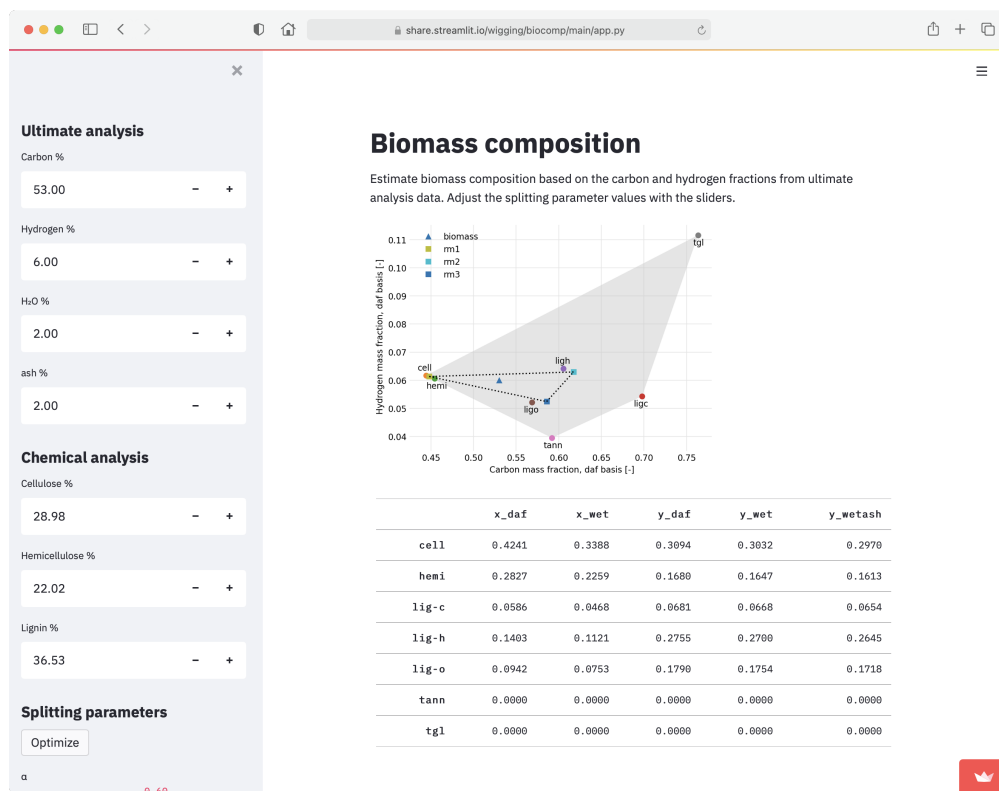 share.streamlit.io/wigging/biocomp/main/app.py
Ultimate analysis
Carbon %
53.00 − +
Hydrogen %
6.00 − +
H₂O %
2.00 − +
ash %
2.00 − +
Chemical analysis
Cellulose %
28.98 − +
Hemicellulose %
22.02 − +
Lignin %
36.53 − +
Splitting parameters
Optimize
α
Biomass composition
Estimate biomass composition based on the carbon and hydrogen fractions from ultimate
analysis data. Adjust the splitting parameter values with the sliders.
biomass
rm1
rm2
rm3
0.11
0.10
0.09
0.08
0.07
0.06
0.05
0.04
Hydrogen mass fraction, daf basis [-]
tgl
cell
hemi
ligh
ligo
ligc
tann
0.45 0.50 0.55 0.60 0.65 0.70 0.75
Carbon mass fraction, daf basis [-]
x_daf x_wet y_daf y_wet y_wetash
cell 0.4241 0.3388 0.3094 0.3032 0.2970
hemi 0.2827 0.2259 0.1680 0.1647 0.1613
lig-c 0.0586 0.0468 0.0681 0.0668 0.0654
lig-h 0.1403 0.1121 0.2755 0.2700 0.2645
lig-o 0.0942 0.0753 0.1790 0.1754 0.1718
tann 0.0000 0.0000 0.0000 0.0000 0.0000
tgl 0.0000 0.0000 0.0000 0.0000 0.0000